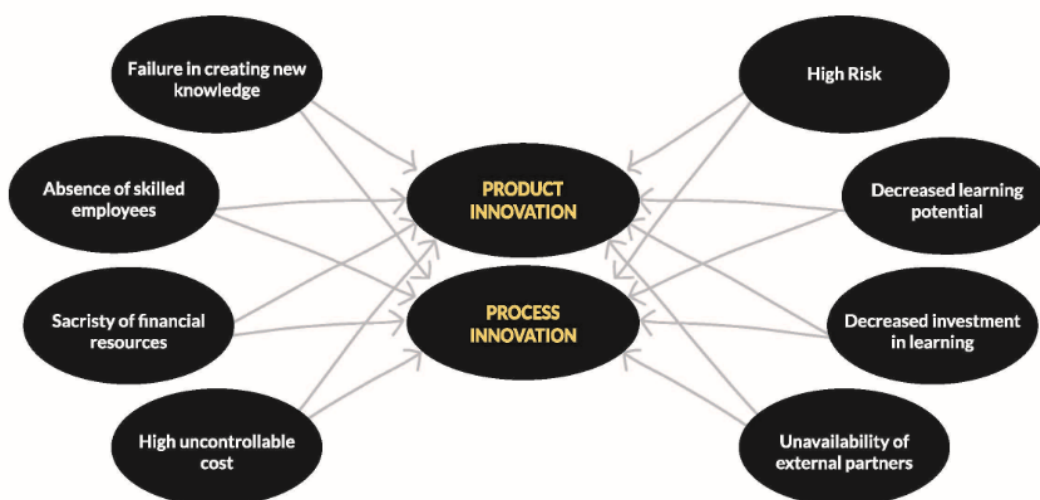 Failure in creating new
knowledge
High Risk
Absence of skilled
employees
PRODUCT
INNOVATION
Decreased learning
potential
Sacristy of financial
resources
PROCESS
INNOVATION
Decreased investment
in learning
High uncontrollable
cost
Unavailability of
external partners